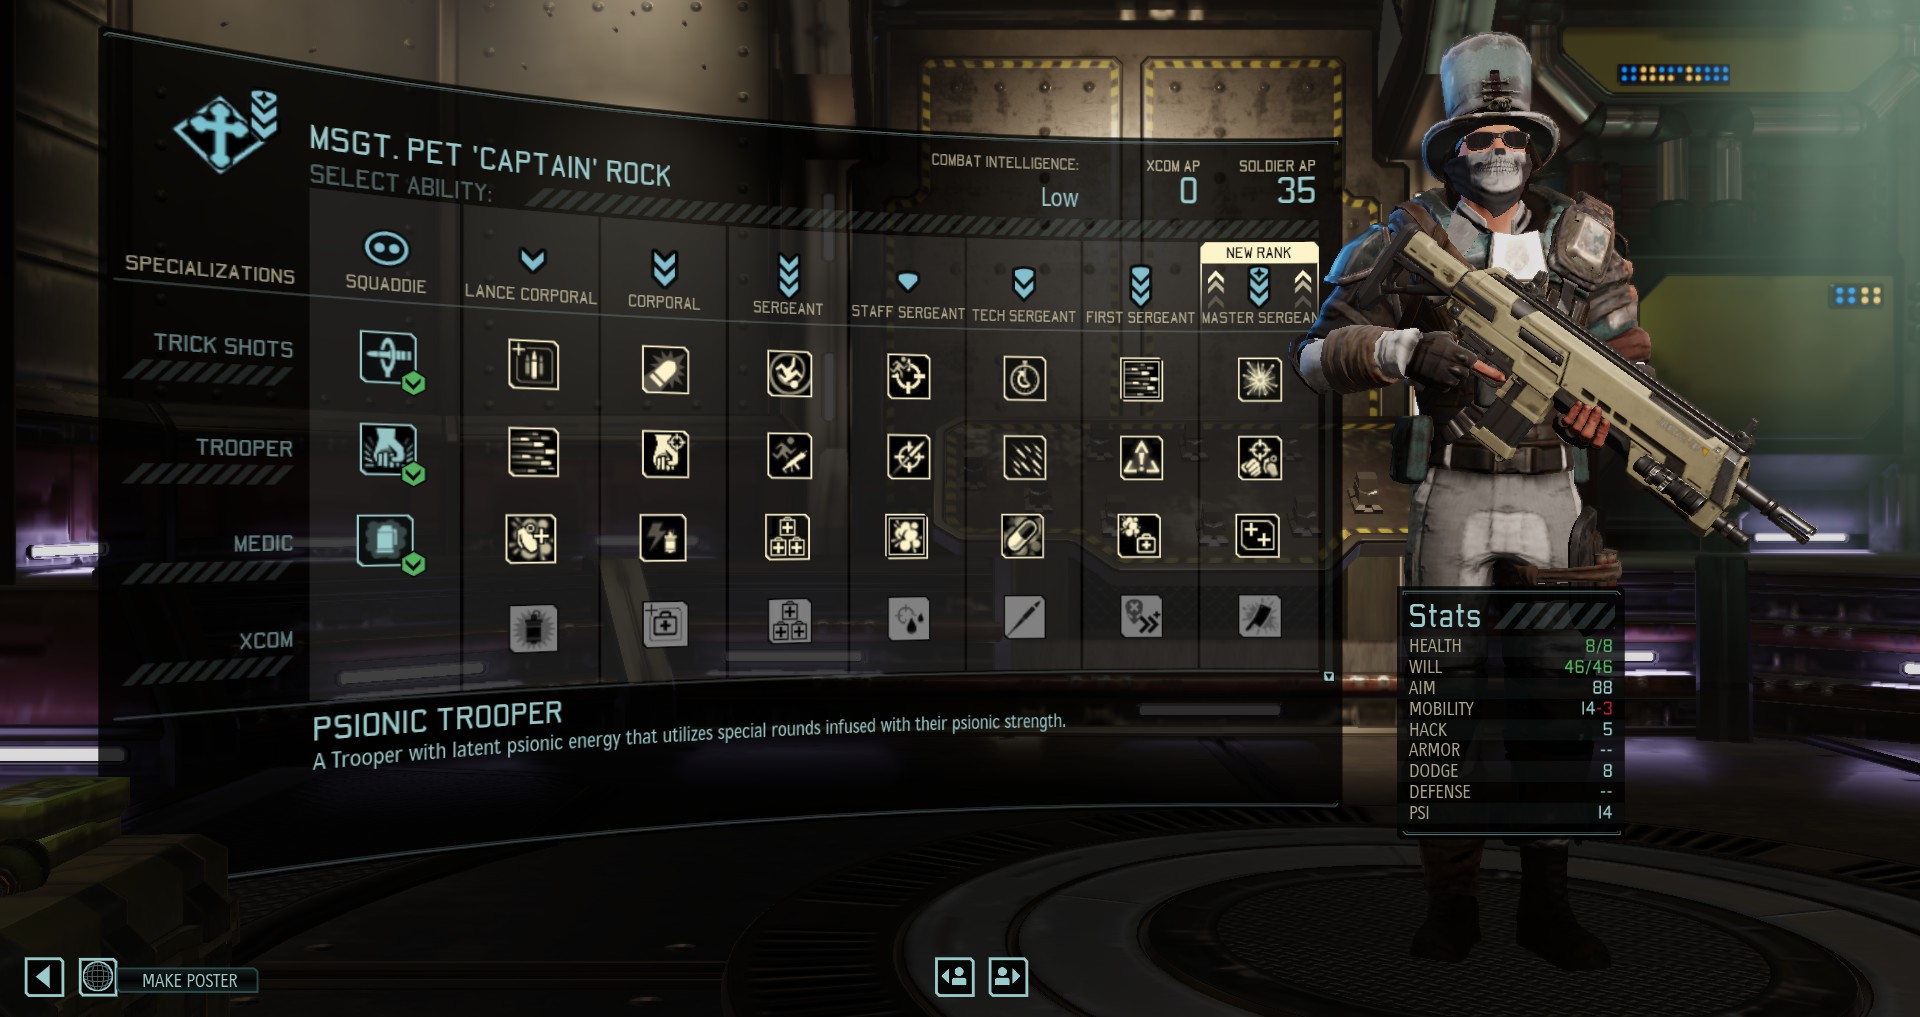 MSGT. PET 'CAPTAIN' ROCK
SELECT ABILITY:
COMBAT INTELLIGENCE:
Low
XCOM AP
0
SOLDIER AP
35
NEW RANK
SPECIALIZATIONS
SQUADDIE
LANCE CORPORAL
CORPORAL
SERGEANT
STAFF SERGEANT
TECH SERGEANT
FIRST SERGEANT
MASTER SERGEAN
TRICK SHOTS
TROOPER
MEDIC
XCOM
PSIONIC TROOPER
A Trooper with latent psionic energy that utilizes special rounds infused with their psionic strength.
Stats
HEALTH 8/8
WILL 46/46
AIM 88
MOBILITY 14-3
HACK 5
ARMOR --
DODGE 8
DEFENSE --
PSI 14
MAKE POSTER